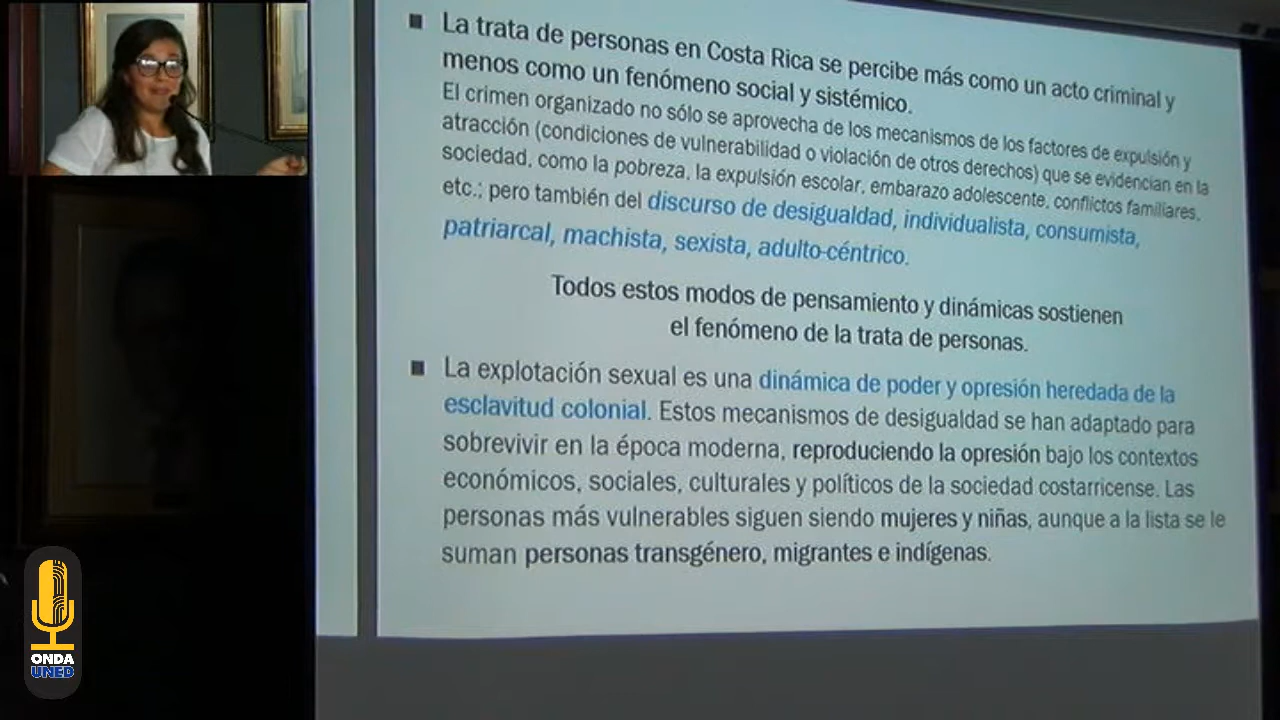 ■ La trata de personas en Costa Rica se percibe más como un acto criminal y
menos como un fenómeno social y sistémico.
El crimen organizado no sólo se aprovecha de los mecanismos de los factores de expulsión y
atracción (condiciones de vulnerabilidad o violación de otros derechos) que se evidencian en la
sociedad, como la pobreza, la expulsión escolar, embarazo adolescente, conflictos familiares,
etc.; pero también del discurso de desigualdad, individualista, consumista,
patriarcal, machista, sexista, adulto-céntrico.
Todos estos modos de pensamiento y dinámicas sostienen
el fenómeno de la trata de personas.
■ La explotación sexual es una dinámica de poder y opresión heredada de la
esclavitud colonial. Estos mecanismos de desigualdad se han adaptado para
sobrevivir en la época moderna, reproduciendo la opresión bajo los contextos
económicos, sociales, culturales y políticos de la sociedad costarricense. Las
personas más vulnerables siguen siendo mujeres y niñas, aunque a la lista se le
suman personas transgénero, migrantes e indígenas.
ONDA
UNED